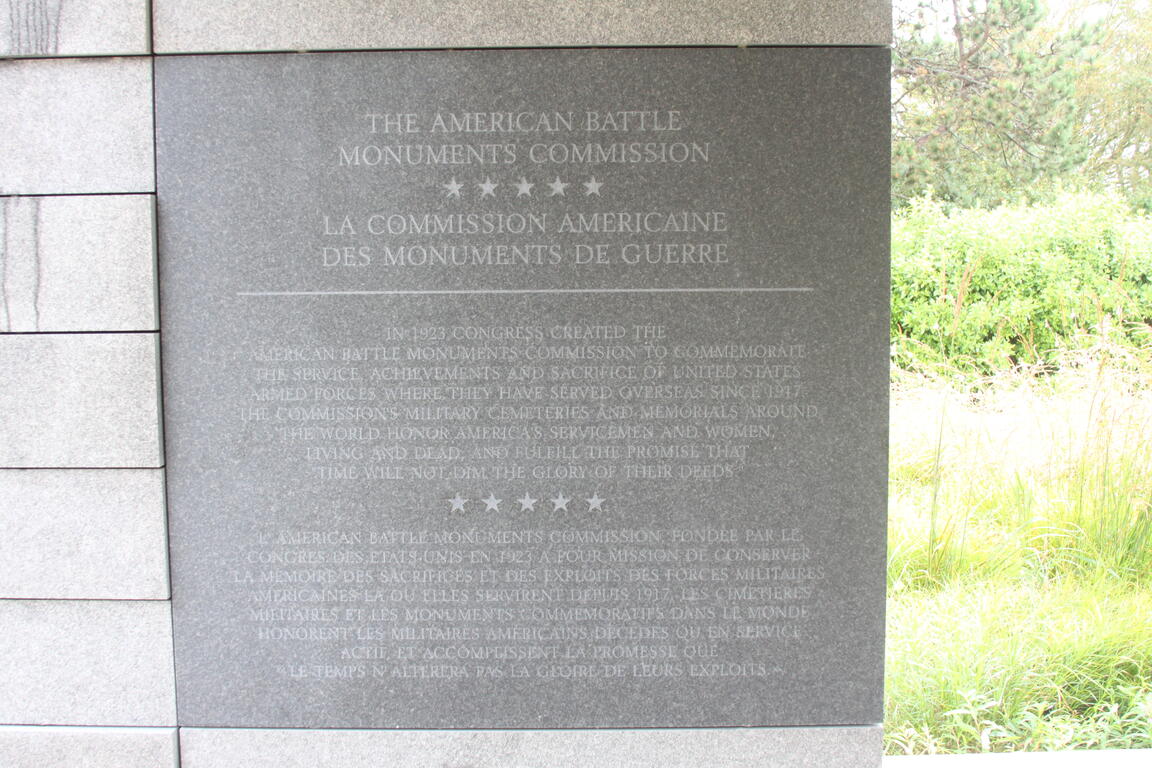 THE AMERICAN BATTLE
MONUMENTS COMMISSION
★ ★ ★ ★ ★
LA COMMISSION AMERICAINE
DES MONUMENTS DE GUERRE
IN 1923 CONGRESS CREATED THE
AMERICAN BATTLE MONUMENTS COMMISSION TO COMMEMORATE
THE SERVICE, ACHIEVEMENTS AND SACRIFICE OF UNITED STATES
ARMED FORCES WHERE THEY HAVE SERVED OVERSEAS SINCE 1917.
THE COMMISSION'S MILITARY CEMETERIES AND MEMORIALS AROUND
THE WORLD HONOR AMERICA'S SERVICEMEN AND WOMEN,
LIVING AND DEAD, AND FULFILL THE PROMISE THAT
"TIME WILL NOT DIM THE GLORY OF THEIR DEEDS."
★ ★ ★ ★ ★
L' AMERICAN BATTLE MONUMENTS COMMISSION, FONDÉE PAR LE
CONGRES DES ETATS-UNIS EN 1923 A POUR MISSION DE CONSERVER
LA MEMOIRE DES SACRIFICES ET DES EXPLOITS DES FORCES MILITAIRES
AMERICAINES LA OU ELLES SERVIRENT DEPUIS 1917. LES CIMETIERES
MILITAIRES ET LES MONUMENTS COMMEMORATIFS DANS LE MONDE
HONORENT LES MILITAIRES AMERICAINS DECEDES OU EN SERVICE
ACTIF, ET ACCOMPLISSENT LA PROMESSE QUE
"LE TEMPS N'ALTERERA PAS LA GLOIRE DE LEURS EXPLOITS."